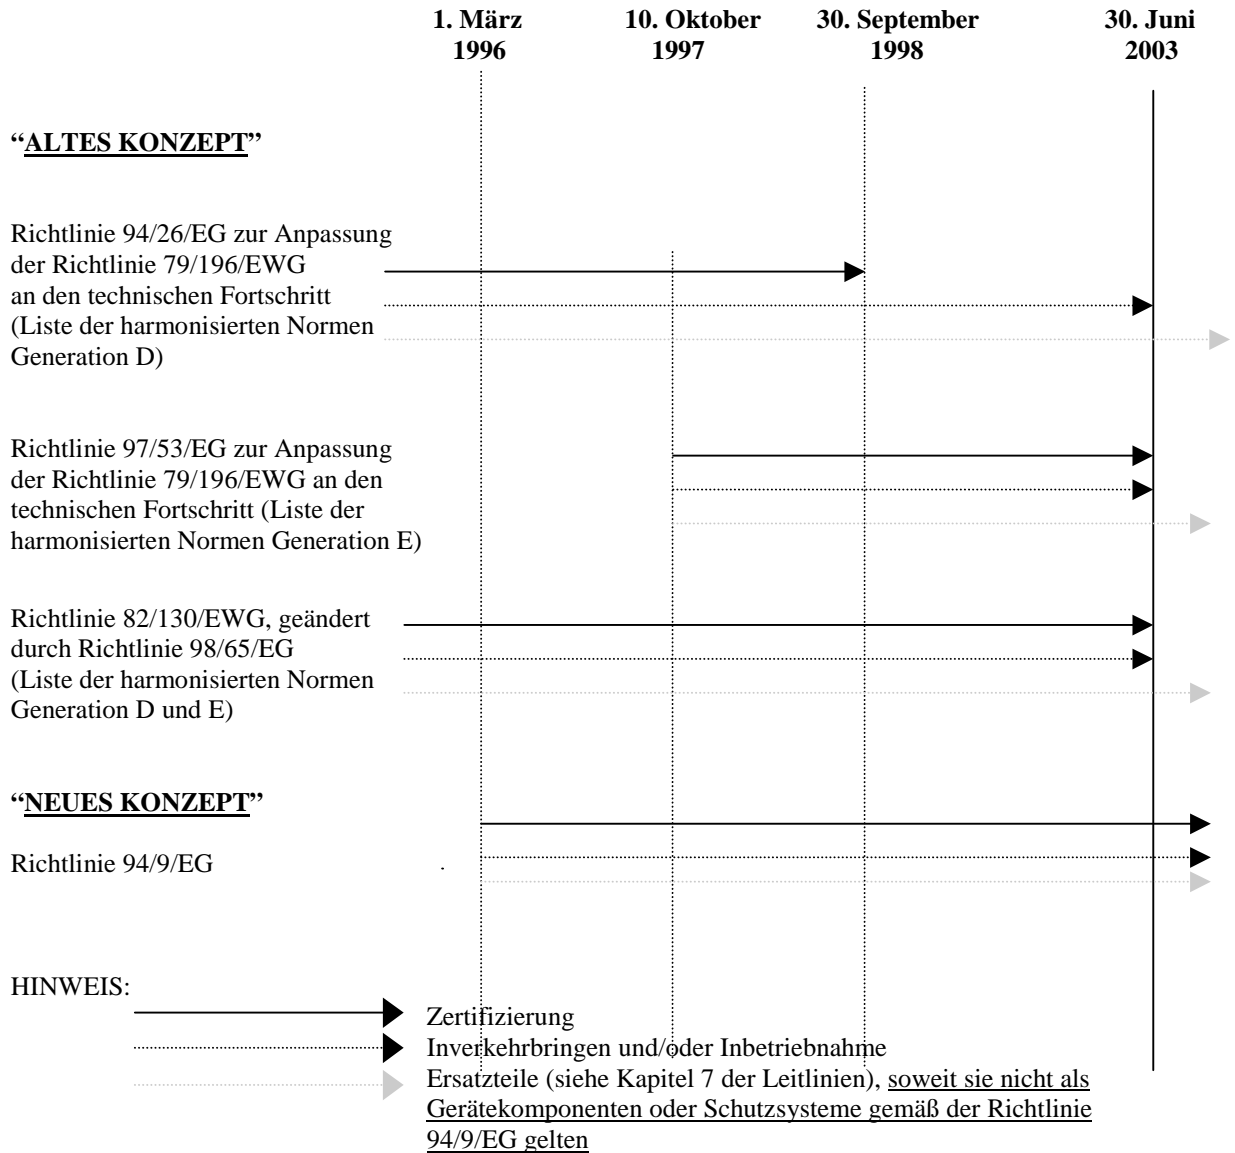 1. März 10. Oktober 30. September 30. Juni
1996 1997 1998 2003
“ALTES KONZEPT”
Richtlinie 94/26/EG zur Anpassung
der Richtlinie 79/196/EWG
an den technischen Fortschritt
(Liste der harmonisierten Normen
Generation D)
Richtlinie 97/53/EG zur Anpassung
der Richtlinie 79/196/EWG an den
technischen Fortschritt (Liste der
harmonisierten Normen Generation E)
Richtlinie 82/130/EWG, geändert
durch Richtlinie 98/65/EG
(Liste der harmonisierten Normen
Generation D und E)
“NEUES KONZEPT”
Richtlinie 94/9/EG
HINWEIS:
Zertifizierung
Inverkehrbringen und/oder Inbetriebnahme
Ersatzteile (siehe Kapitel 7 der Leitlinien), soweit sie nicht als
Gerätekomponenten oder Schutzsysteme gemäß der Richtlinie
94/9/EG gelten